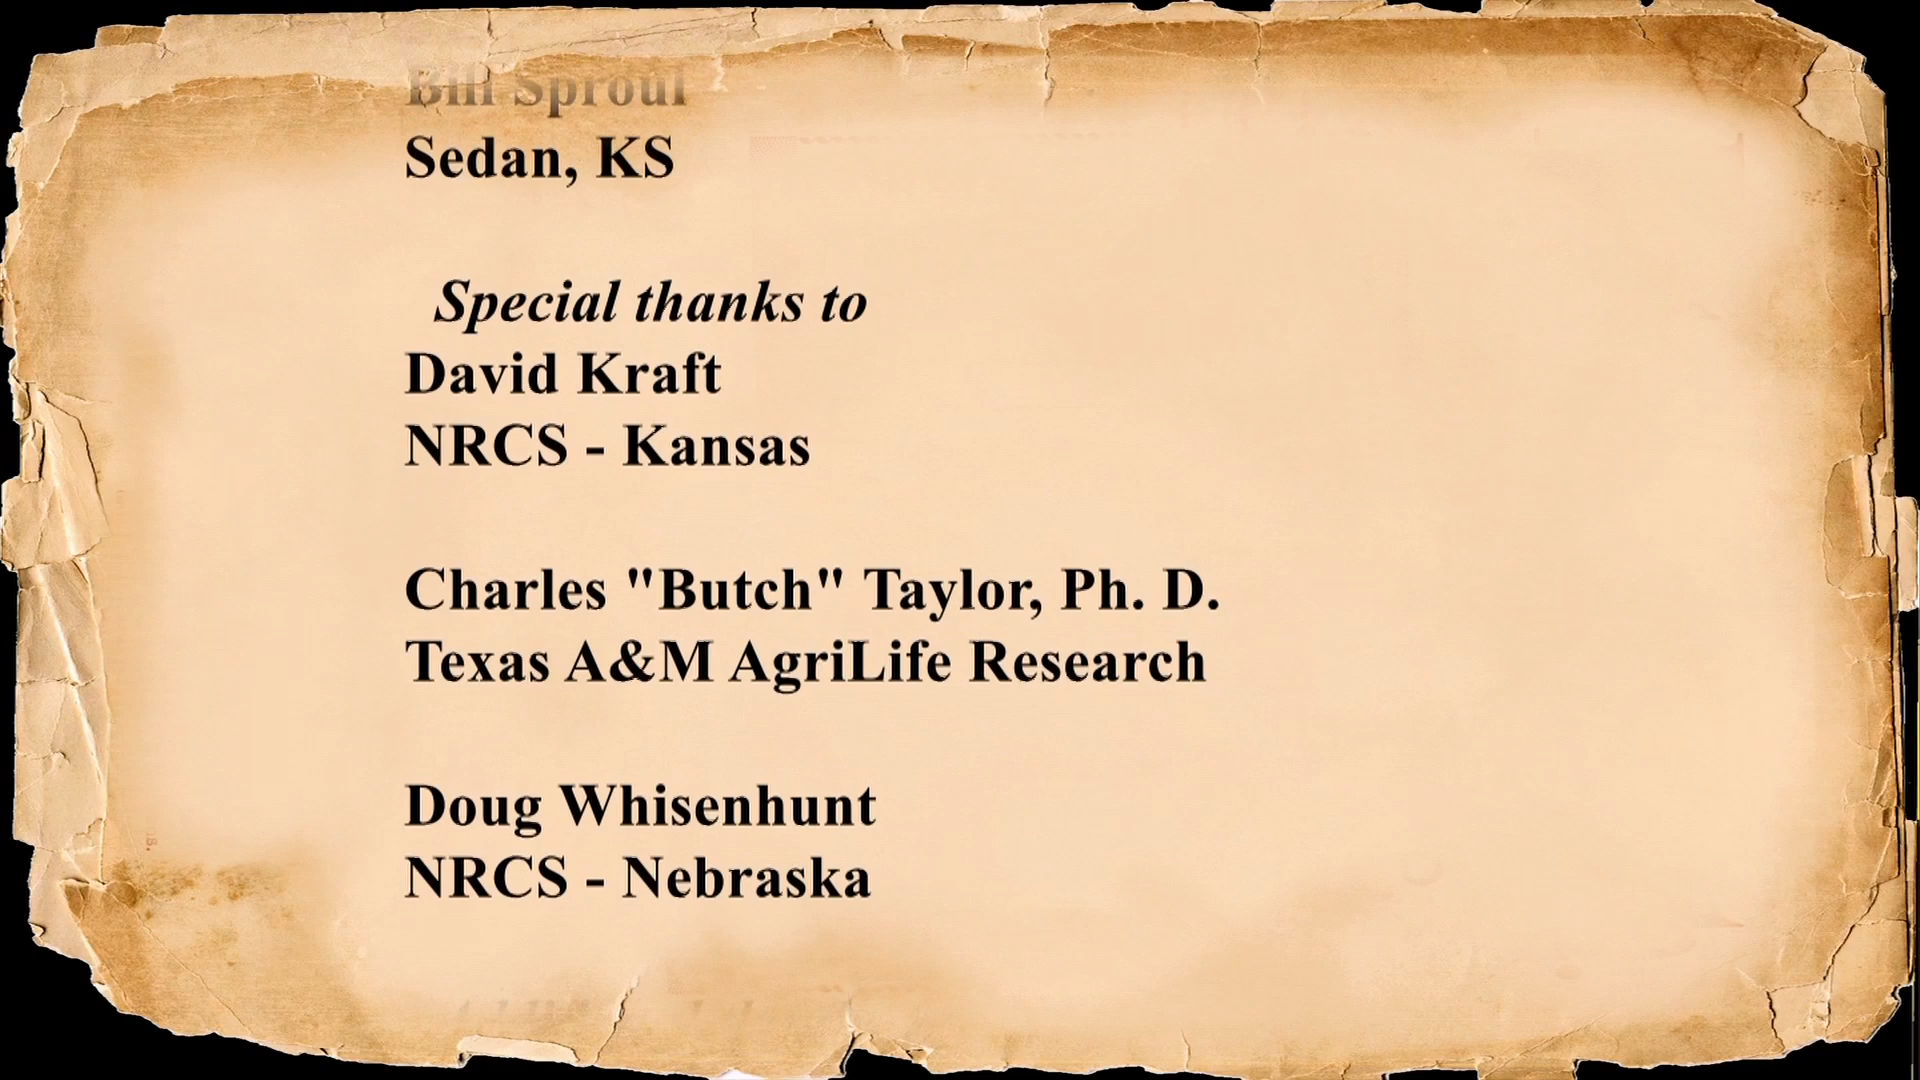 Bill Sproul
Sedan, KS
Special thanks to
David Kraft
NRCS - Kansas
Charles "Butch" Taylor, Ph. D.
Texas A&M AgriLife Research
Doug Whisenhunt
NRCS - Nebraska